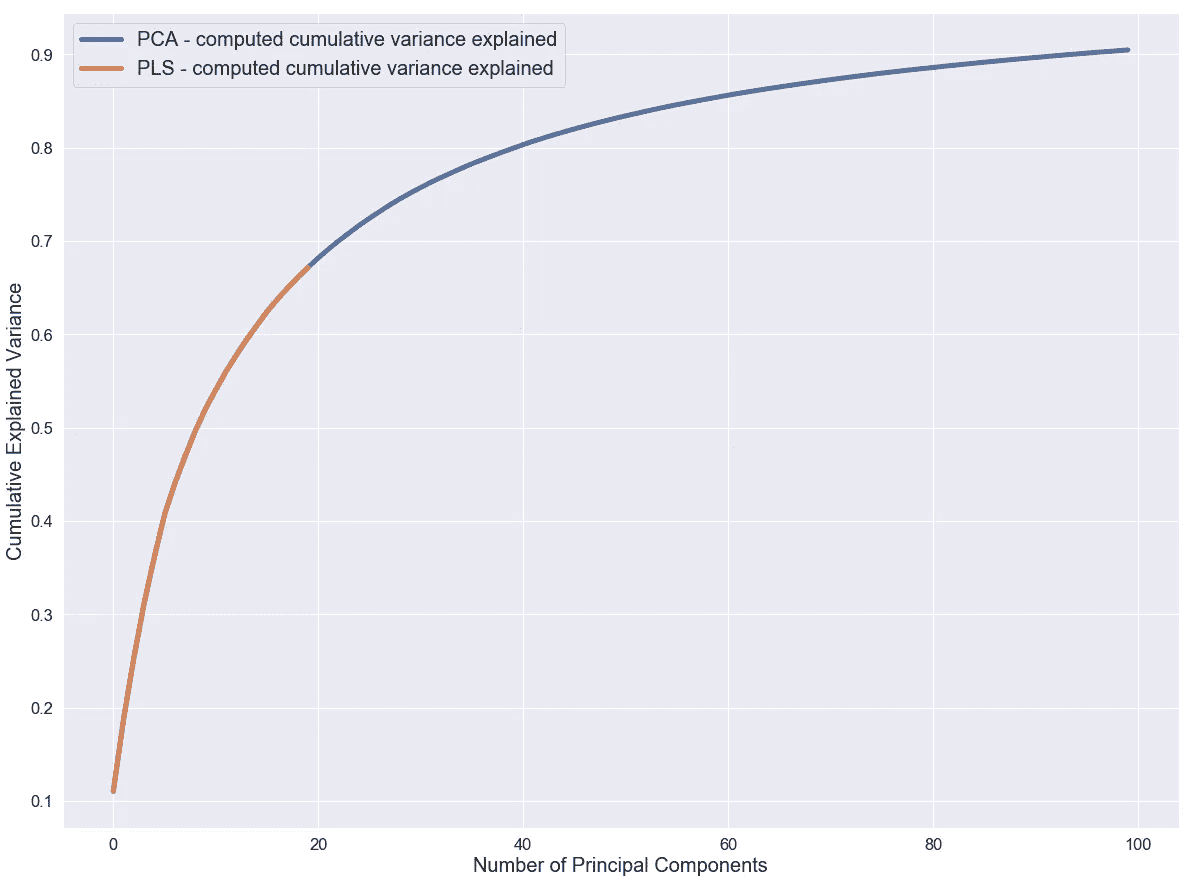 PCA - computed cumulative variance explained
PLS - computed cumulative variance explained
0.9
0.8
0.7
0.6
0.5
0.4
0.3
0.2
0.1
Cumulative Explained Variance
0 20 40 60 80 100
Number of Principal Components